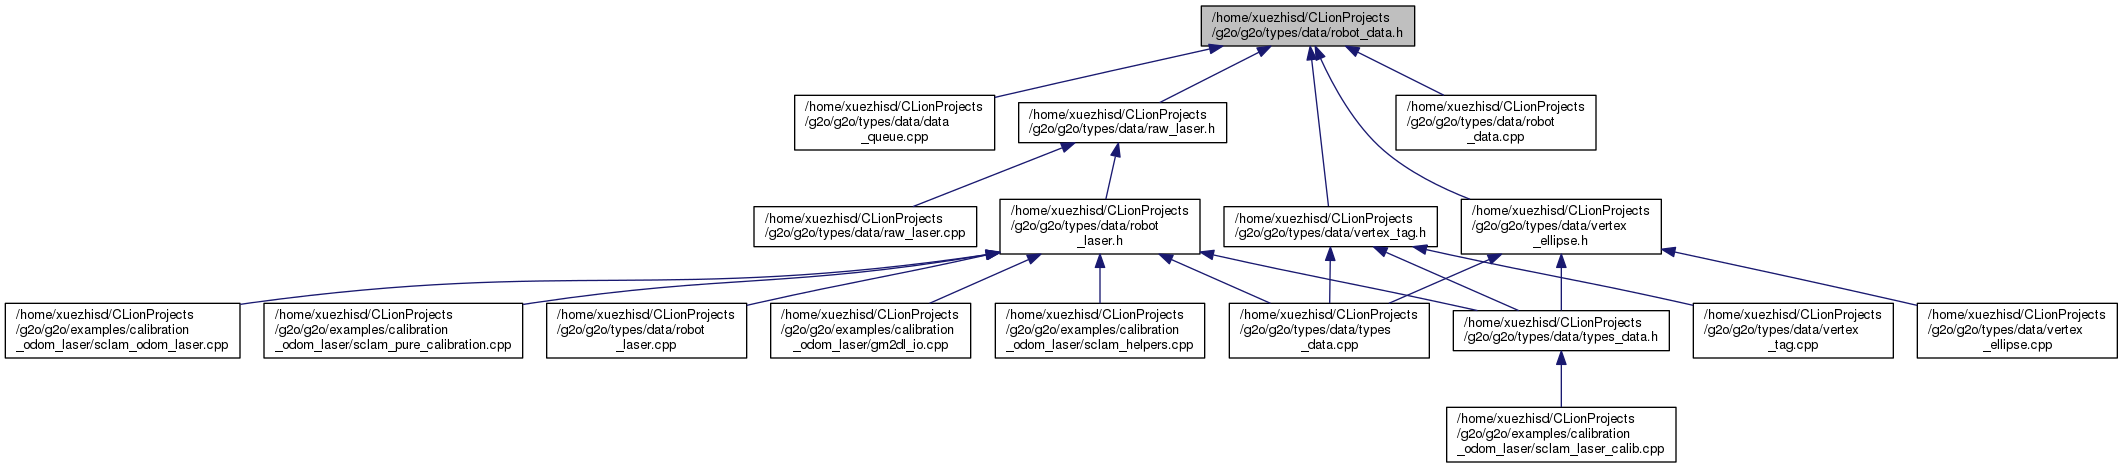 /home/xuezhisd/CLionProjects
/g2o/g2o/types/data/robot_data.h
/home/xuezhisd/CLionProjects
/g2o/g2o/types/data/data
_queue.cpp
/home/xuezhisd/CLionProjects
/g2o/g2o/types/data/raw_laser.h
/home/xuezhisd/CLionProjects
/g2o/g2o/types/data/robot
_data.cpp
/home/xuezhisd/CLionProjects
/g2o/g2o/types/data/raw_laser.cpp
/home/xuezhisd/CLionProjects
/g2o/g2o/types/data/robot
_laser.h
/home/xuezhisd/CLionProjects
/g2o/g2o/types/data/vertex_tag.h
/home/xuezhisd/CLionProjects
/g2o/g2o/types/data/vertex
_ellipse.h
/home/xuezhisd/CLionProjects
/g2o/g2o/examples/calibration
_odom_laser/sclam_odom_laser.cpp
/home/xuezhisd/CLionProjects
/g2o/g2o/examples/calibration
_odom_laser/sclam_pure_calibration.cpp
/home/xuezhisd/CLionProjects
/g2o/g2o/types/data/robot
_laser.cpp
/home/xuezhisd/CLionProjects
/g2o/g2o/examples/calibration
_odom_laser/gm2dl_io.cpp
/home/xuezhisd/CLionProjects
/g2o/g2o/examples/calibration
_odom_laser/sclam_helpers.cpp
/home/xuezhisd/CLionProjects
/g2o/g2o/types/data/types
_data.cpp
/home/xuezhisd/CLionProjects
/g2o/g2o/types/data/types_data.h
/home/xuezhisd/CLionProjects
/g2o/g2o/types/data/vertex
_tag.cpp
/home/xuezhisd/CLionProjects
/g2o/g2o/types/data/vertex
_ellipse.cpp
/home/xuezhisd/CLionProjects
/g2o/g2o/examples/calibration
_odom_laser/sclam_laser_calib.cpp